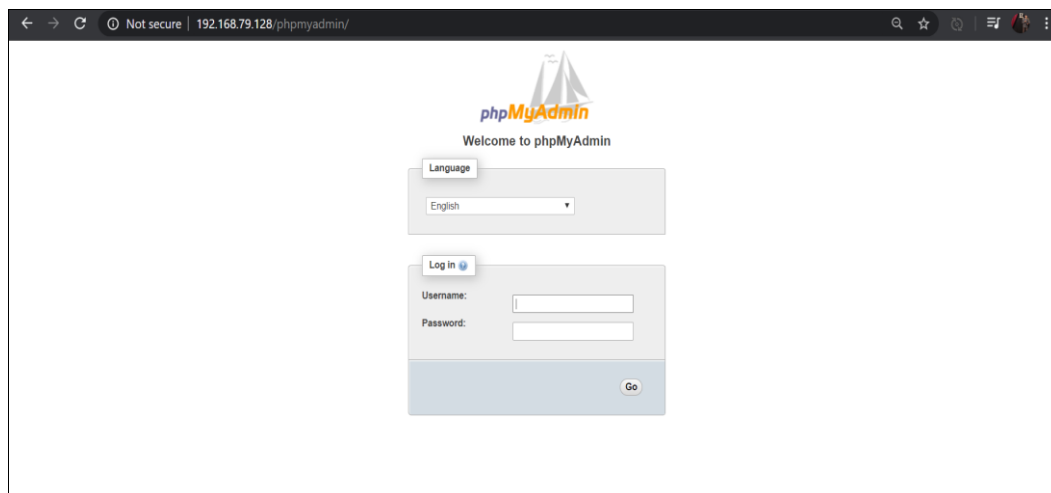 Not secure | 192.168.79.128/phpmyadmin/
phpMyAdmin
Welcome to phpMyAdmin
Language
English
Log in
Username:
Password:
Go